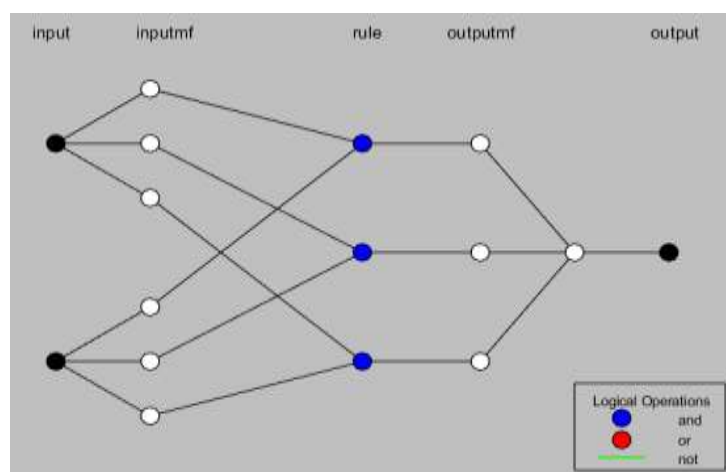 input inputmf rule outputmf output
Logical Operations
and
or
not